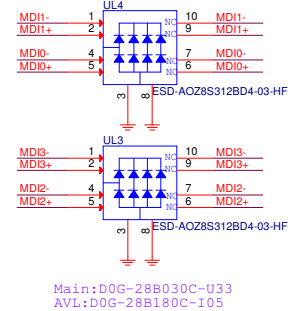 UL4
MDI1- 1 NC 10 MDI1-
MDI1+ 2 NC 9 MDI1+
MDI0- 4 NC 7 MDI0-
MDI0+ 5 NC 6 MDI0+
3 8 ESD-AOZ8S312BD4-03-HF
UL3
MDI3- 1 NC 10 MDI3-
MDI3+ 2 NC 9 MDI3+
MDI2- 4 NC 7 MDI2-
MDI2+ 5 NC 6 MDI2+
3 8 ESD-AOZ8S312BD4-03-HF
Main:D0G-28B030C-U33
AVL:D0G-28B180C-I05